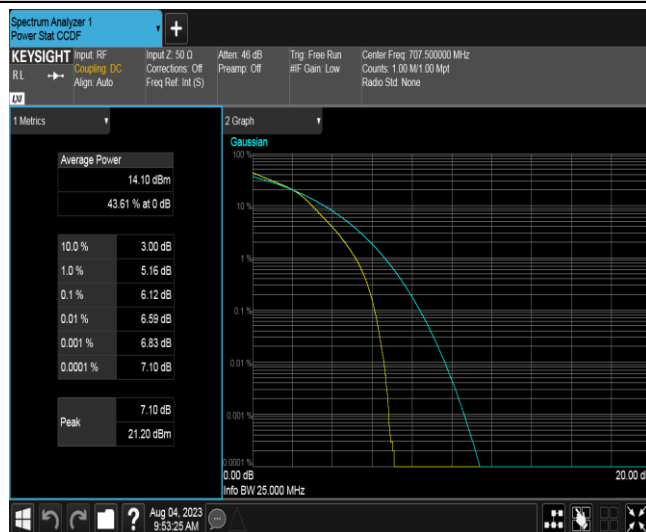 Spectrum Analyzer 1
Power Stat CCDF
KEYSIGHT
RL
Input: RF
Coupling: DC
Align: Auto
Input Z: 50 Ω
Corrections: Off
Freq Ref: Int (S)
Atten: 46 dB
Preamp: Off
Trig: Free Run
#IF Gain: Low
Center Freq: 707.500000 MHz
Counts: 1.00 M/1.00 Mpt
Radio Std: None
LXI
1 Metrics
Average Power
14.10 dBm
43.61 % at 0 dB
10.0 % 3.00 dB
1.0 % 5.16 dB
0.1 % 6.12 dB
0.01 % 6.59 dB
0.001 % 6.83 dB
0.0001 % 7.10 dB
Peak
7.10 dB
21.20 dBm
2 Graph
Gaussian
100 %
10 %
1 %
0.1 %
0.01 %
0.001 %
0.0001 %
0.00 dB
20.00 d
Info BW 25.000 MHz
?
Aug 04, 2023
9:53:25 AM